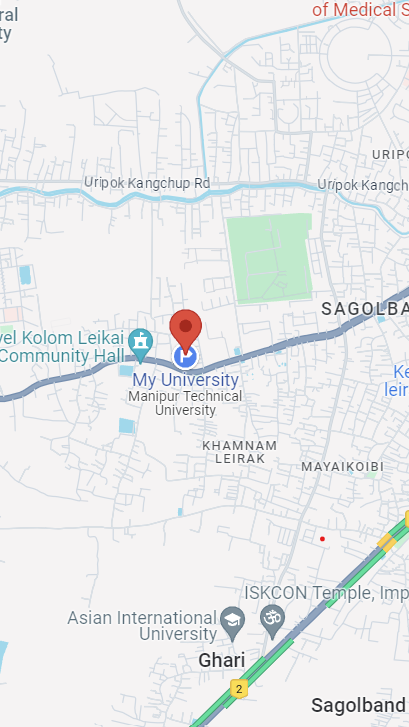 ral
ty
of Medical S
URIPO
Uripok Kangchup Rd
Uripok Kangch
SAGOLBA
vel Kolom Leikai
Community Hall
P
My University
Manipur Technical
University
Ke
leir
KHAMNAM
LEIRAK
MAYAIKOIBI
ISKCON Temple, Imp
Asian International
University
Ghari
2
Sagolband